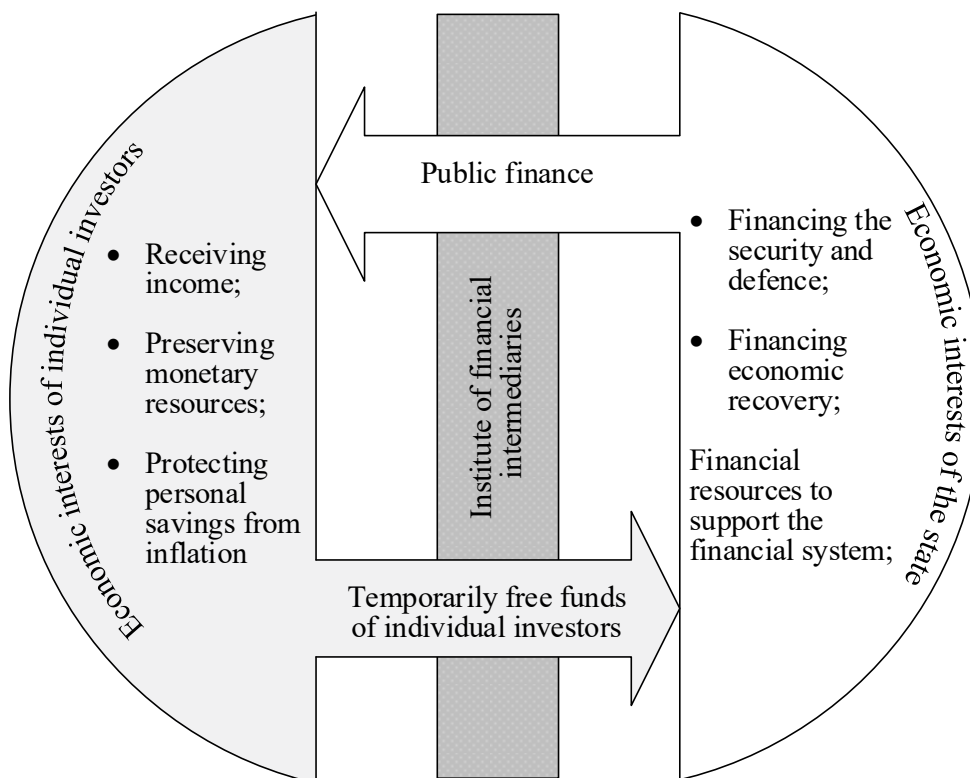 Economic interests of individual investors
• Receiving
income;
• Preserving
monetary
resources;
• Protecting
personal
savings from
inflation
Public finance
Institute of financial
intermediaries
Temporarily free funds
of individual investors
• Financing the
security and
defence;
• Financing
economic
recovery;
Financial
resources to
support the
financial system;
Economic interests of the state